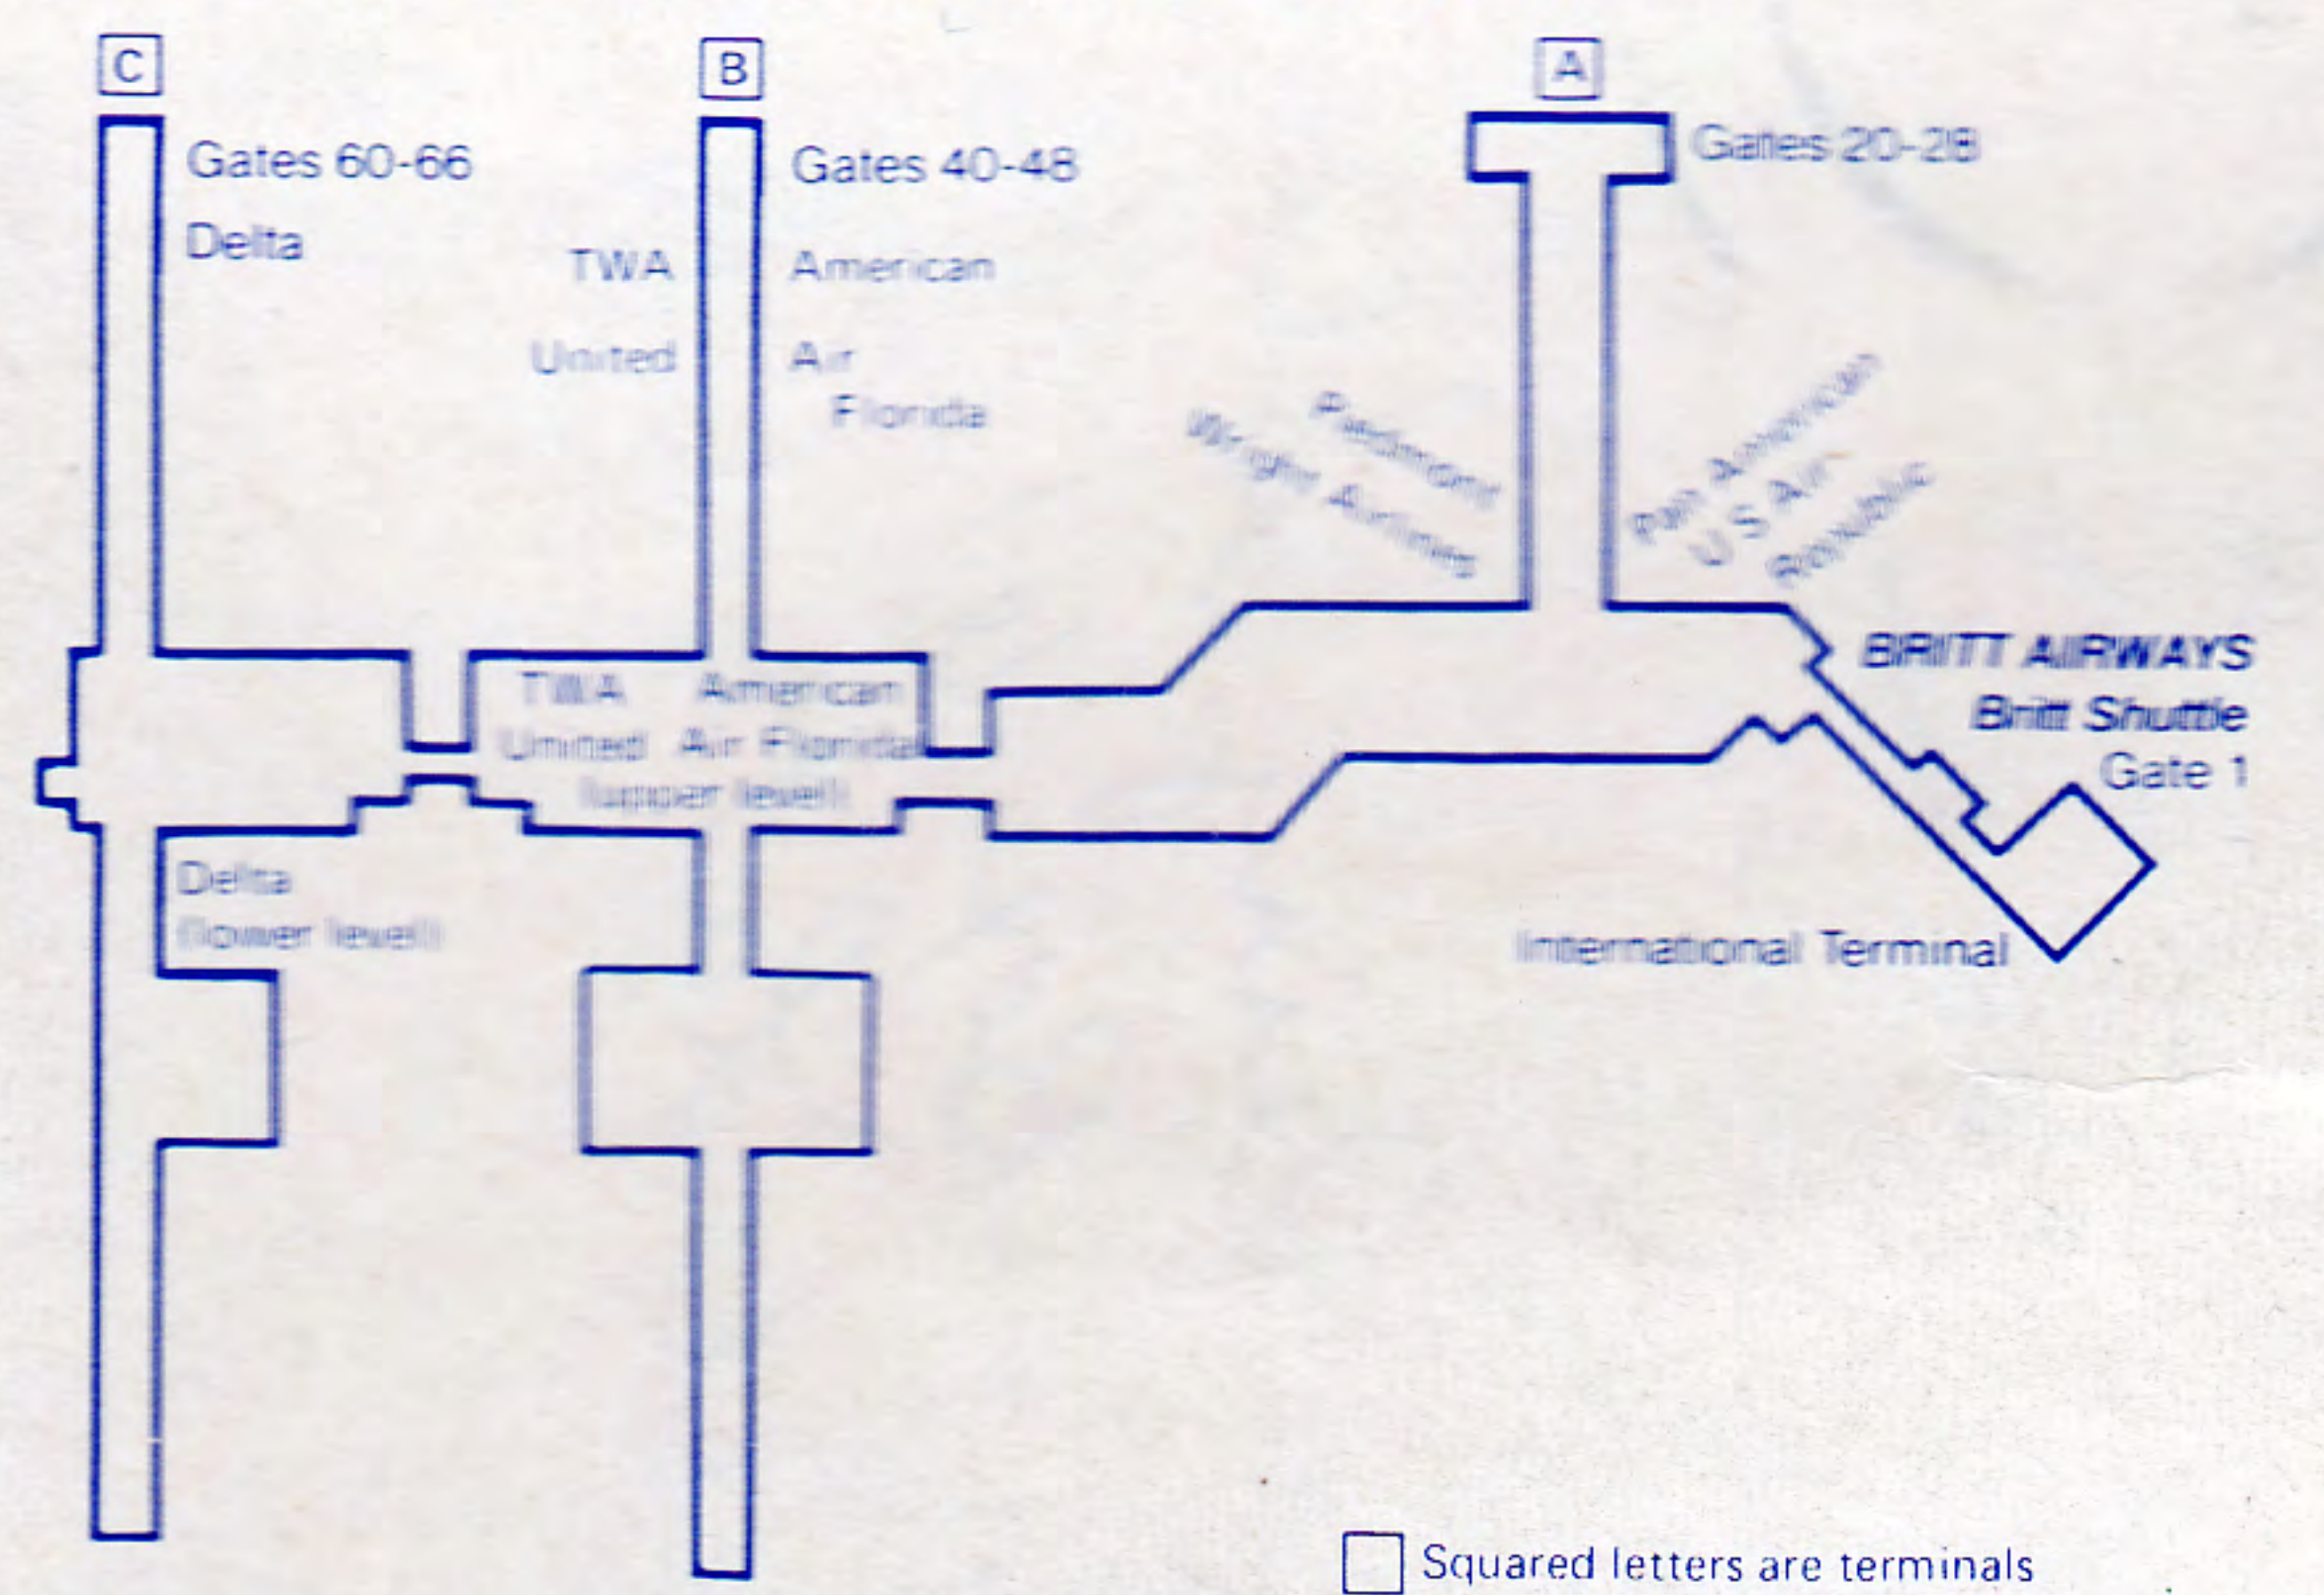 C
B
A
Gates 60-66
Delta
Gates 40-48
TWA
American
United
Air
Florida
Gates 20-28
Piedmont
Wright Airlines
Pan American
U S Air
Republic
TWA American
United Air Florida
(upper level)
BRITT AIRWAYS
Britt Shuttle
Gate 1
Delta
(lower level)
International Terminal
Squared letters are terminals